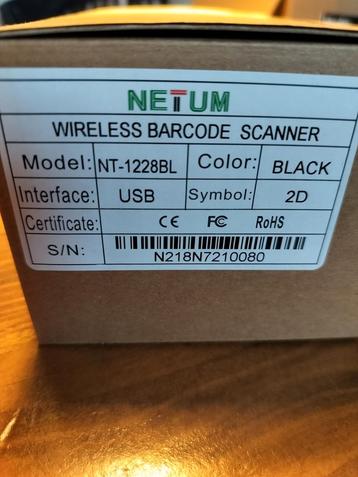 NETUM
WIRELESS BARCODE SCANNER
Model: NT-1228BL Color: BLACK
Interface: USB Symbol: 2D
Certificate: CE FC RoHS
S/N: N218N7210080